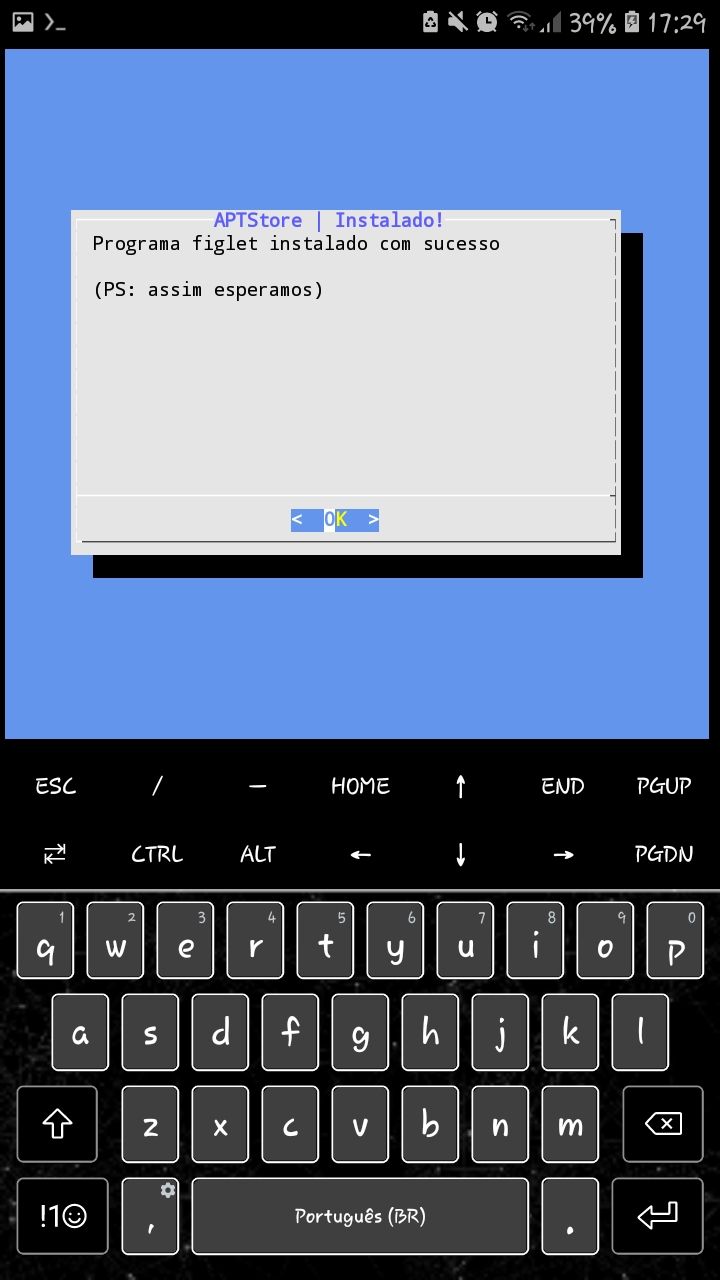 39% 17:29
APTStore | Instalado!
Programa figlet instalado com sucesso
(PS: assim esperamos)
< OK >
ESC / — HOME ↑ END PGUP
⇆ CTRL ALT ← ↓ → PGDN
1 2 3 4 5 6 7 8 9 0
q w e r t y u i o p
a s d f g h j k l
z x c v b n m
!1☺ , Português (BR) .